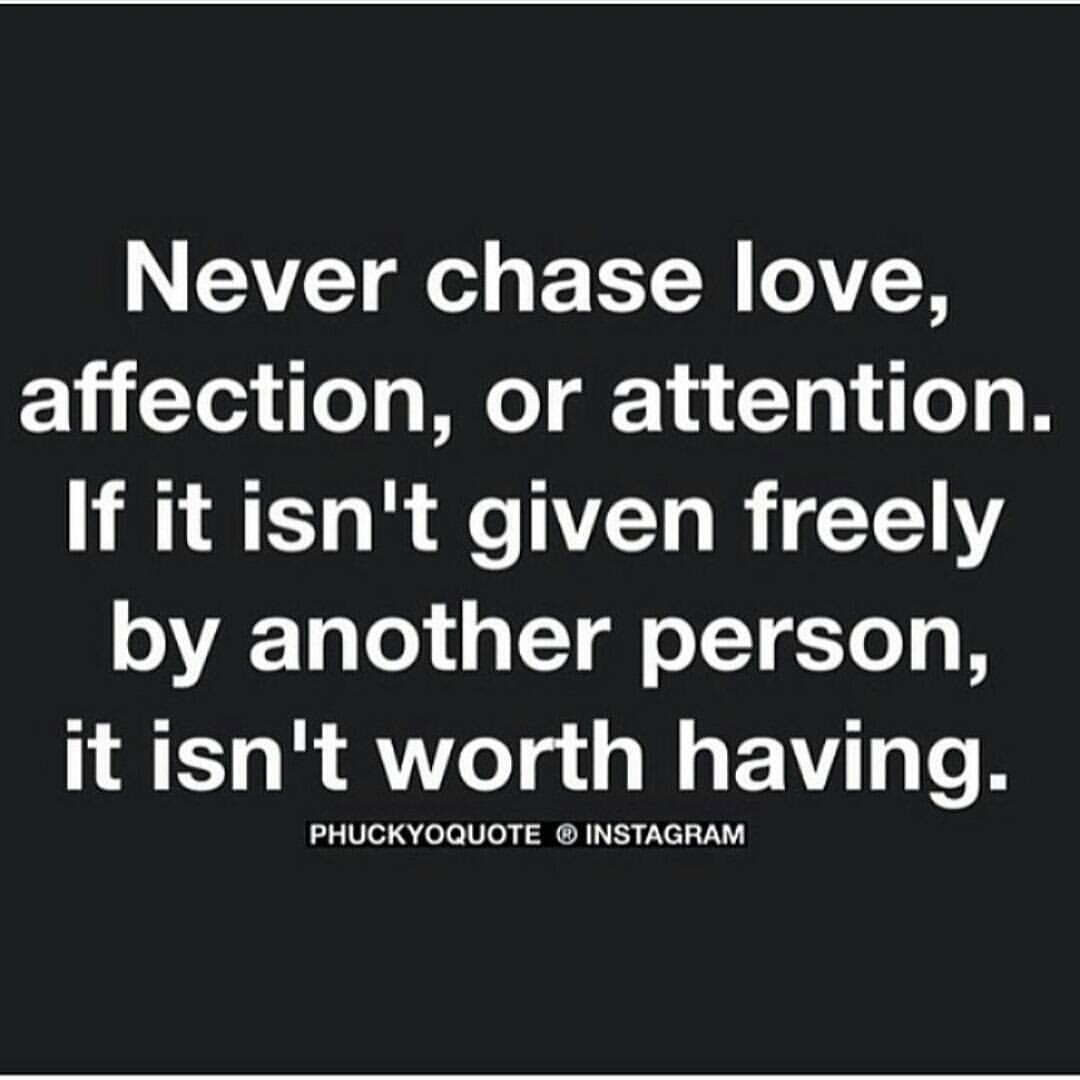 Never chase love,
affection, or attention.
If it isn't given freely
by another person,
it isn't worth having.
PHUCKYOQUOTE ® INSTAGRAM